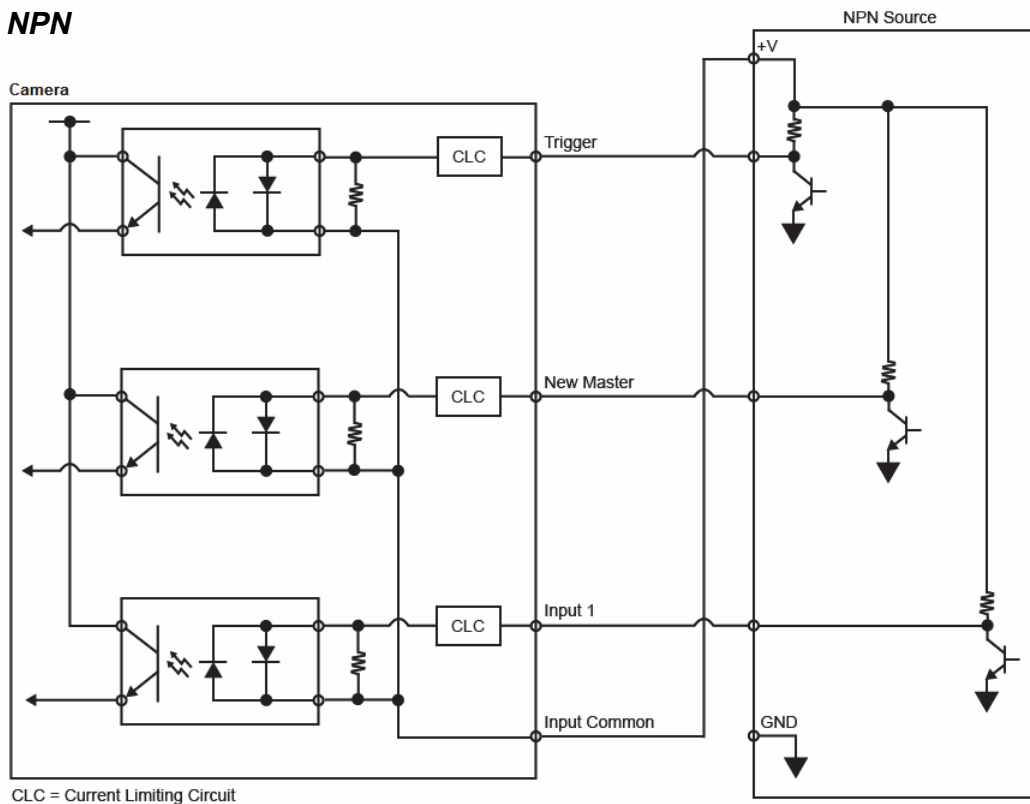 NPN
NPN Source
+V
Camera
CLC
Trigger
CLC
New Master
CLC
Input 1
Input Common
GND
CLC = Current Limiting Circuit